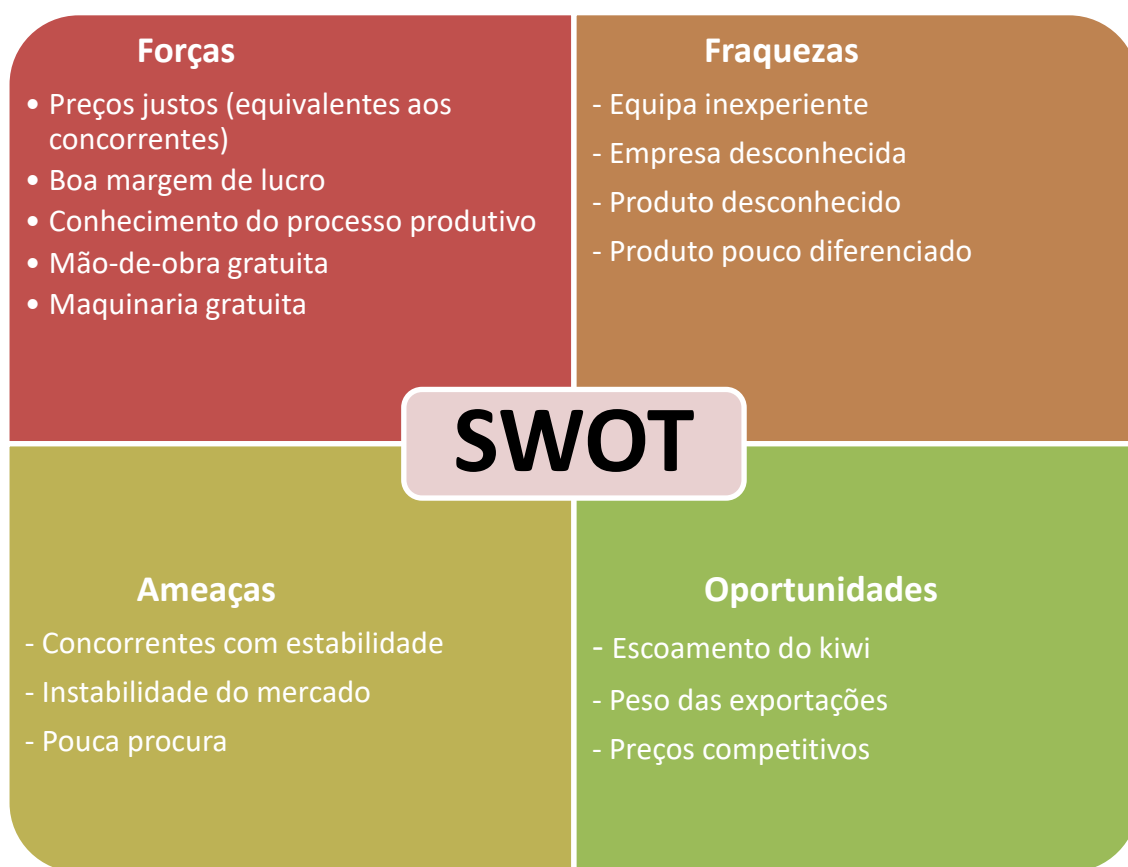 Forças
• Preços justos (equivalentes aos
concorrentes)
• Boa margem de lucro
• Conhecimento do processo produtivo
• Mão-de-obra gratuita
• Maquinaria gratuita
Fraquezas
- Equipa inexperiente
- Empresa desconhecida
- Produto desconhecido
- Produto pouco diferenciado
SWOT
Ameaças
- Concorrentes com estabilidade
- Instabilidade do mercado
- Pouca procura
Oportunidades
- Escoamento do kiwi
- Peso das exportações
- Preços competitivos